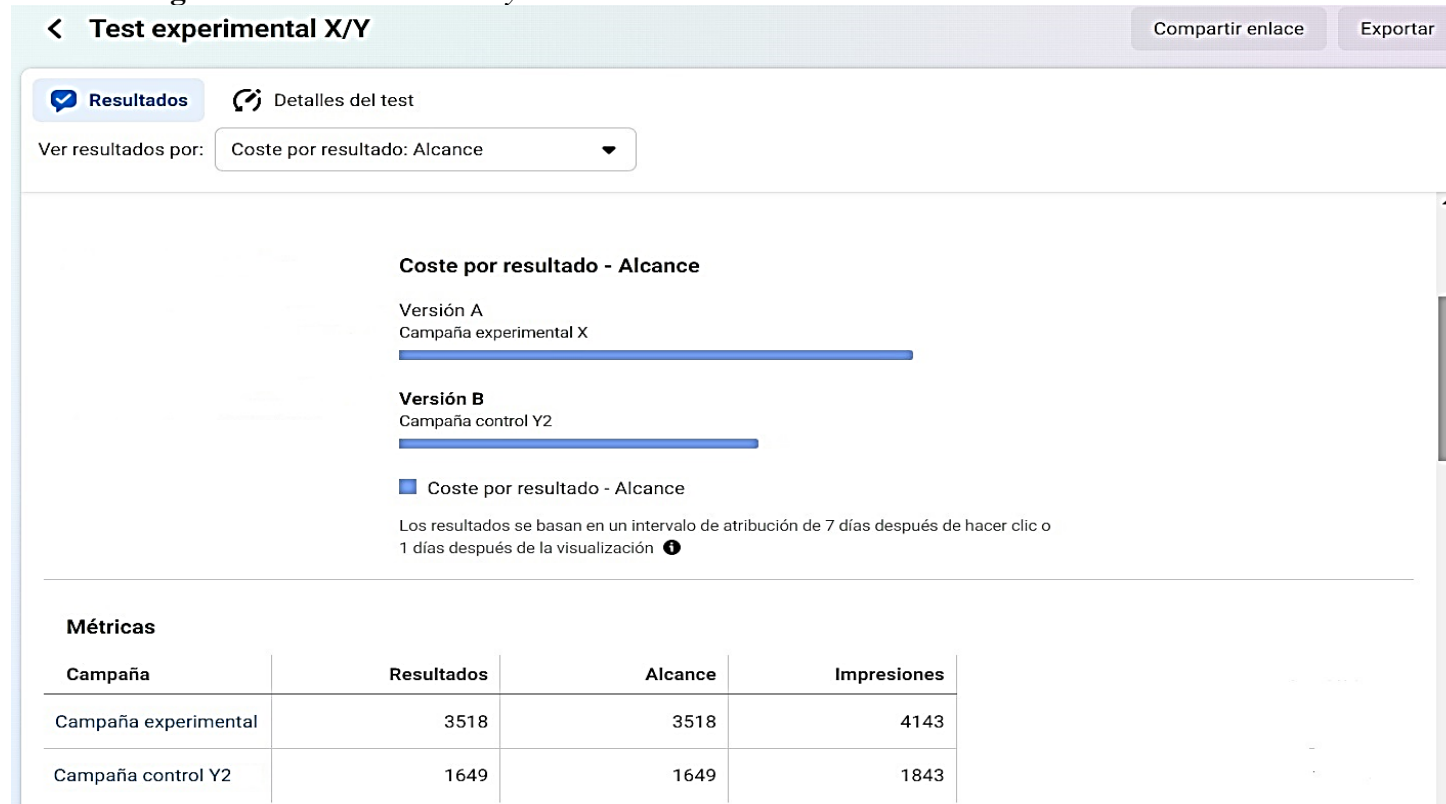 Test experimental X/Y
Compartir enlace
Exportar
Resultados
Detalles del test
Ver resultados por:
Coste por resultado: Alcance
Coste por resultado - Alcance
Versión A
Campaña experimental X
Versión B
Campaña control Y2
Coste por resultado - Alcance
Los resultados se basan en un intervalo de atribución de 7 días después de hacer clic o
1 días después de la visualización
Métricas
Campaña Resultados Alcance Impresiones
Campaña experimental 3518 3518 4143
Campaña control Y2 1649 1649 1843